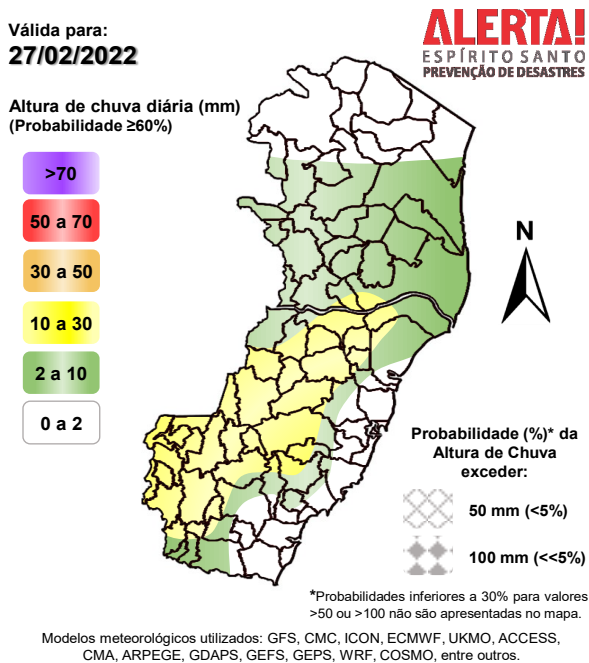 Válida para:
27/02/2022
ALERTA!
ESPÍRITO SANTO
PREVENÇÃO DE DESASTRES
Altura de chuva diária (mm)
(Probabilidade ≥60%)
>70
50 a 70
30 a 50
10 a 30
2 a 10
0 a 2
N
Probabilidade (%)* da
Altura de Chuva
exceder:
50 mm (<5%)
100 mm (<<5%)
*Probabilidades inferiores a 30% para valores
>50 ou >100 não são apresentadas no mapa.
Modelos meteorológicos utilizados: GFS, CMC, ICON, ECMWF, UKMO, ACCESS,
CMA, ARPEGE, GDAPS, GEFS, GEPS, WRF, COSMO, entre outros.